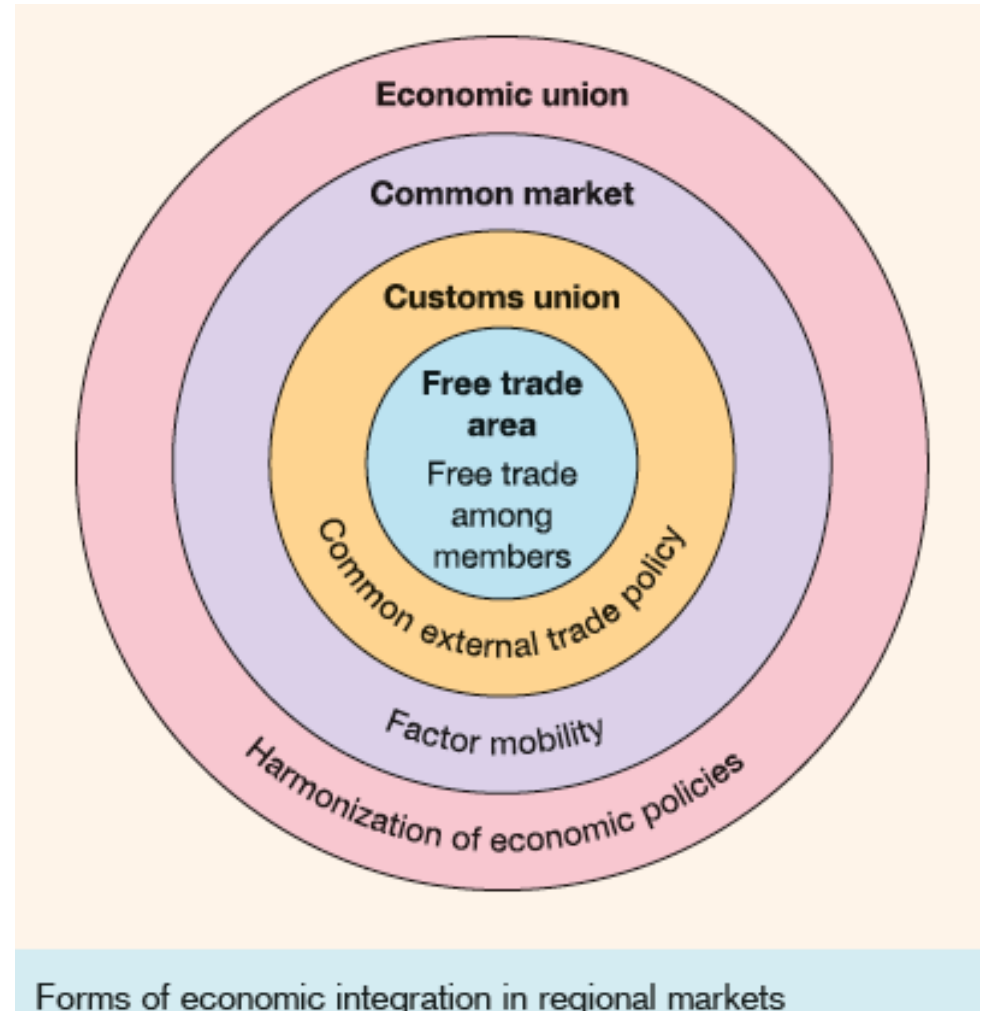 Economic union
Common market
Customs union
Free trade
area
Free trade
among
members
Common external trade policy
Factor mobility
Harmonization of economic policies
Forms of economic integration in regional markets